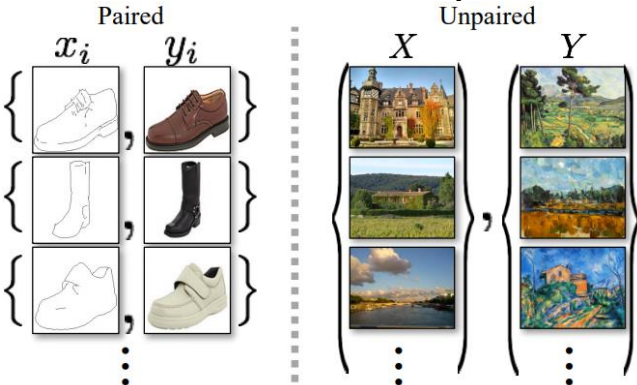 Paired
Unpaired
x_i
y_i
X
Y
{ , }
{ , }
{ , }
⋮
{ ⋮ } , { ⋮ }